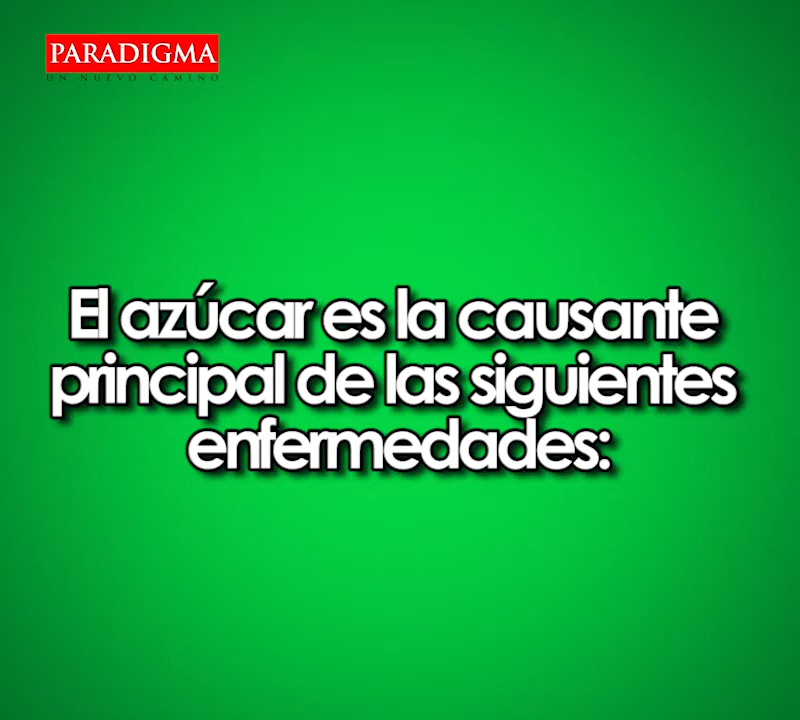 PARADIGMA
UN NUEVO CAMINO
El azúcar es la causante
principal de las siguientes
enfermedades: